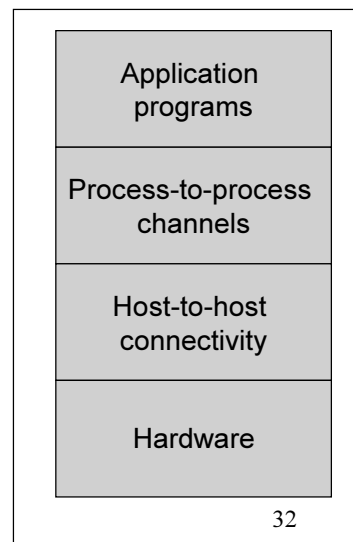 Application
programs
Process-to-process
channels
Host-to-host
connectivity
Hardware
32